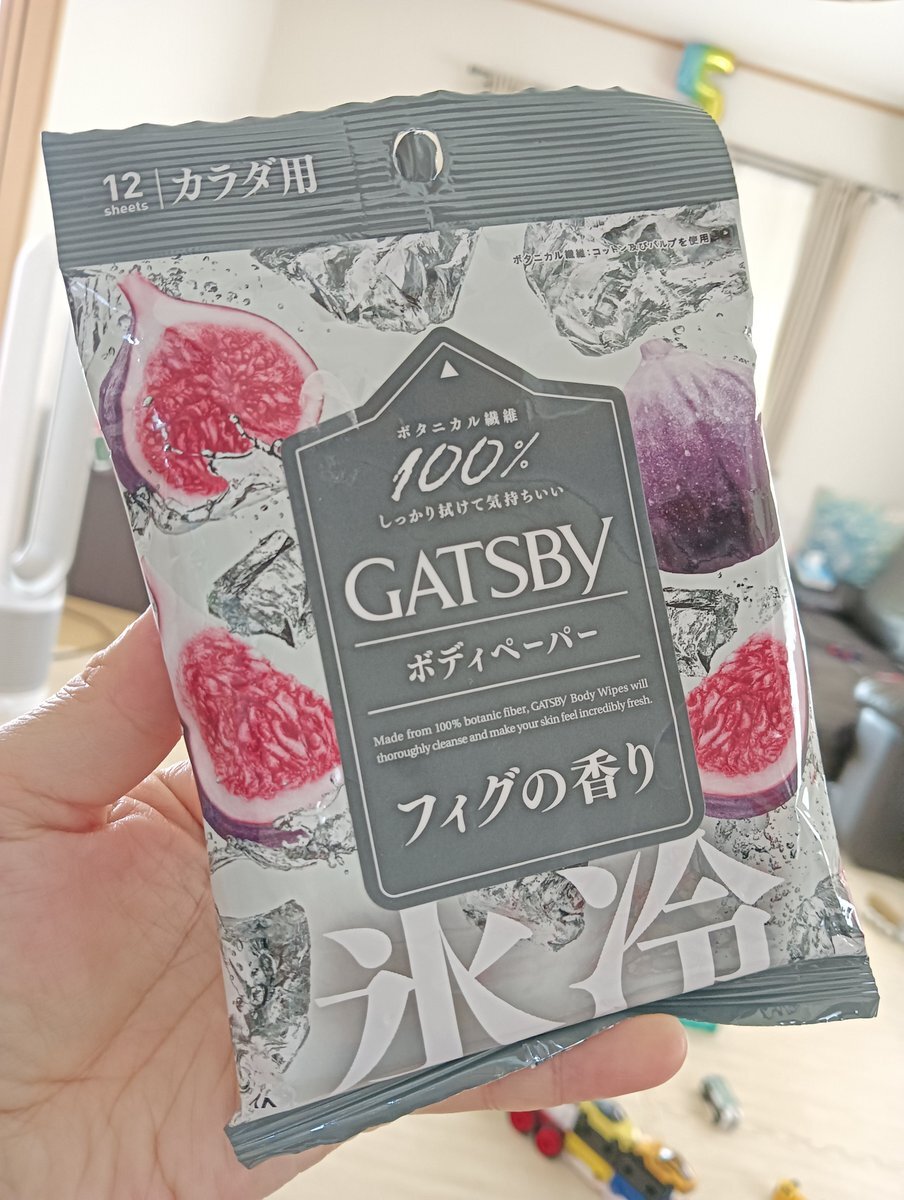 12 sheets カラダ用
ボタニカル繊維:コットン及びパルプを使用
ボタニカル繊維
100%
しっかり拭けて気持ちいい
GATSBY
ボディペーパー
Made from 100% botanic fiber, GATSBY Body Wipes will
thoroughly cleanse and make your skin feel incredibly fresh.
フィグの香り
氷冷